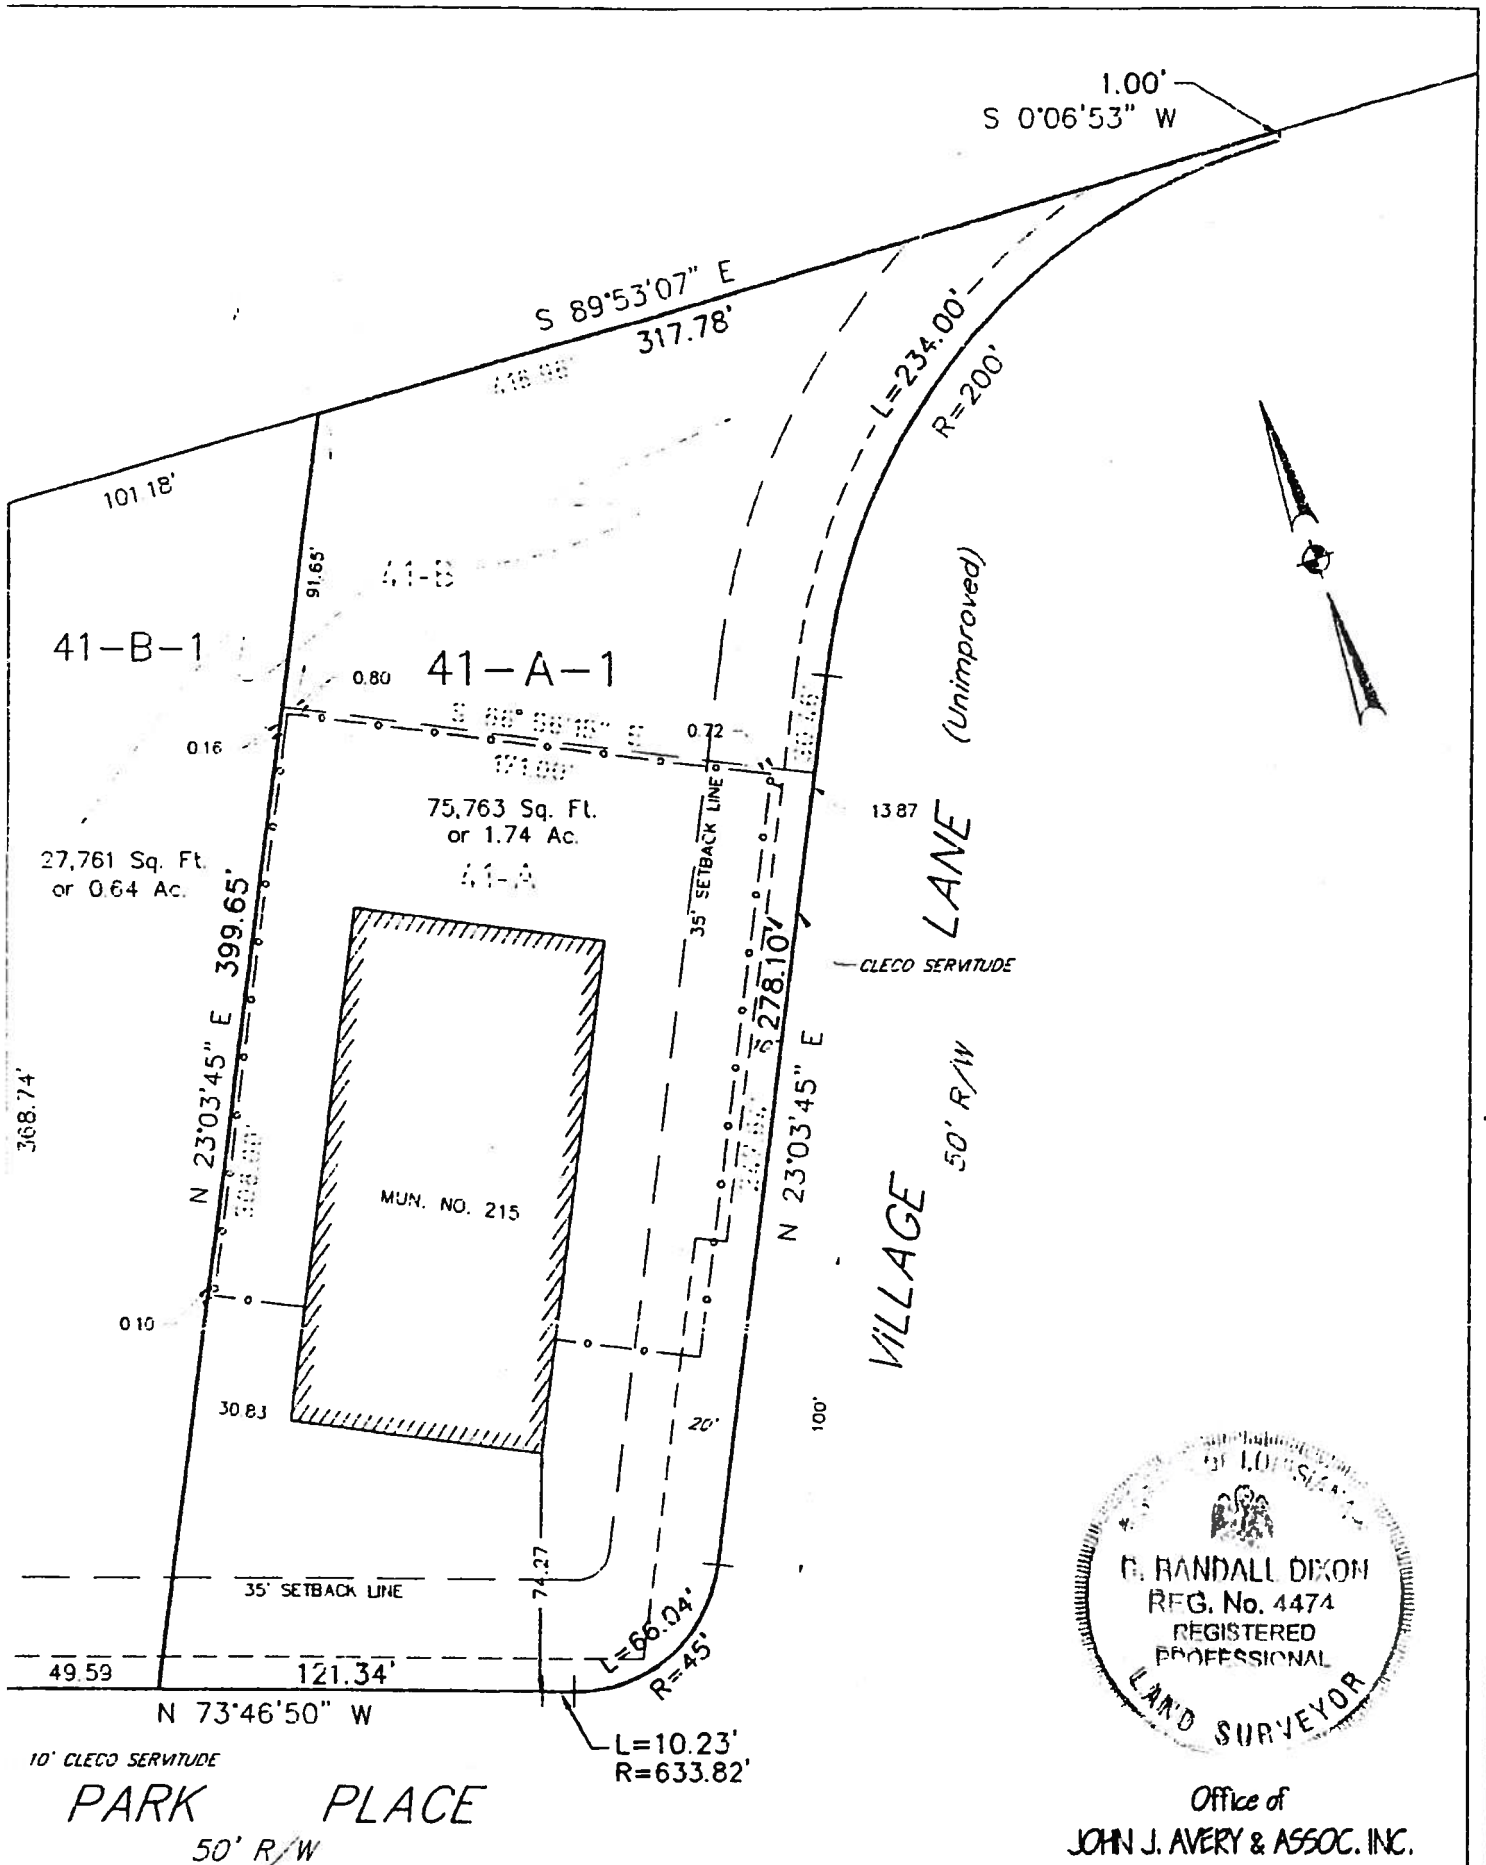 1.00'
S 0°06'53" W
S 89°53'07" E
317.78'
418.96'
101.18'
L=234.00'
R=200'
91.65'
41-B
41-B-1
41-A-1
0.80
0.16
0.72
171.00'
75,763 Sq. Ft.
or 1.74 Ac.
41-A
27,761 Sq. Ft.
or 0.64 Ac.
13.87
35' SETBACK LINE
N 23°03'45" E 399.65'
278.10'
10'
N 23°03'45" E
CLECO SERVITUDE
VILLAGE LANE (Unimproved)
50' R/W
368.74'
MUN. NO. 215
0.10
30.83
20'
100'
74.27
35' SETBACK LINE
L=66.04'
R=45'
49.59
121.34'
N 73°46'50" W
L=10.23'
R=633.82'
10' CLECO SERVITUDE
PARK PLACE
50' R/W
RANDALL DIXON
REG. No. 4474
REGISTERED
PROFESSIONAL
LAND SURVEYOR
Office of
JOHN J. AVERY & ASSOC. INC.